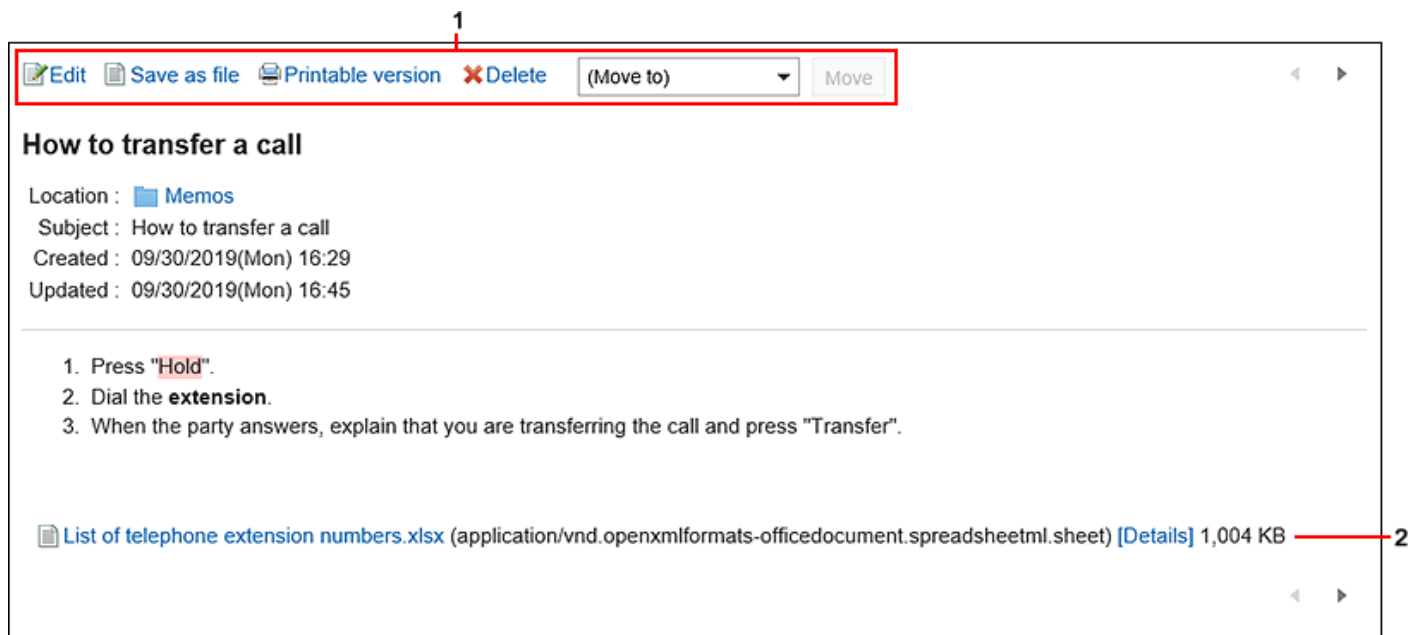 1
Edit Save as file Printable version Delete (Move to) Move
How to transfer a call
Location : Memos
Subject : How to transfer a call
Created : 09/30/2019(Mon) 16:29
Updated : 09/30/2019(Mon) 16:45
1. Press "Hold".
2. Dial the extension.
3. When the party answers, explain that you are transferring the call and press "Transfer".
List of telephone extension numbers.xlsx (application/vnd.openxmlformats-officedocument.spreadsheetml.sheet) [Details] 1,004 KB
2